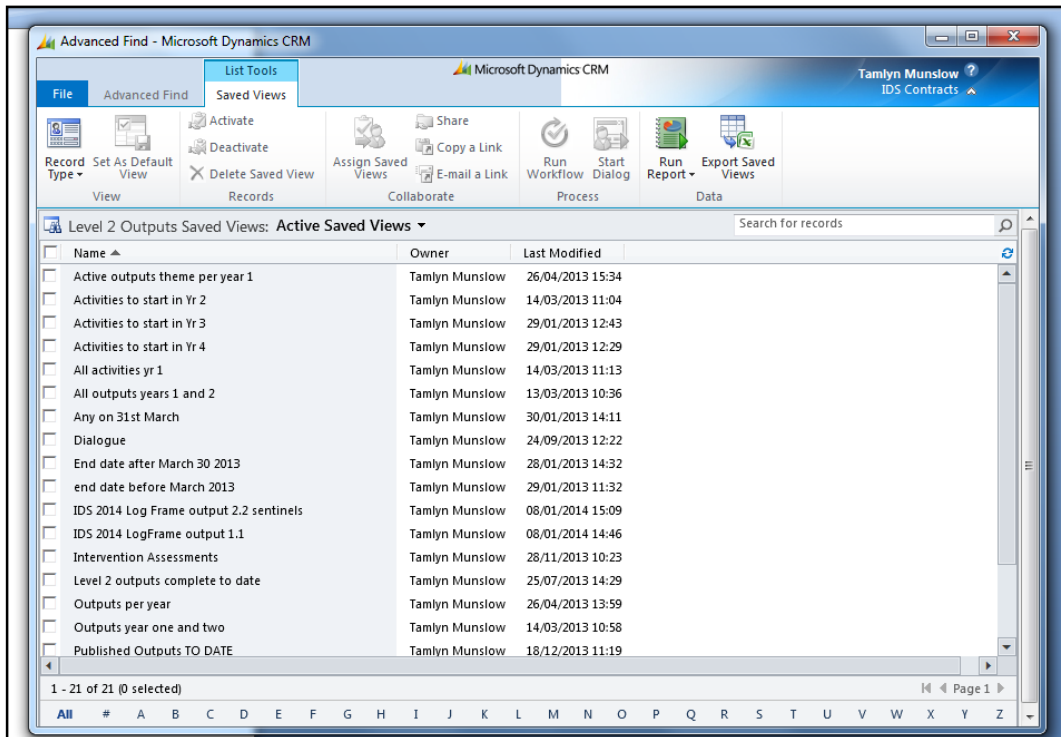 Advanced Find - Microsoft Dynamics CRM
List Tools
Microsoft Dynamics CRM
Tamlyn Munslow
IDS Contracts
File Advanced Find Saved Views
Activate
Deactivate
Delete Saved View
Record Type
Set As Default View
View
Records
Assign Saved Views
Share
Copy a Link
E-mail a Link
Collaborate
Run Workflow
Start Dialog
Process
Run Report
Export Saved Views
Data
Level 2 Outputs Saved Views: Active Saved Views
Search for records
Name Owner Last Modified
Active outputs theme per year 1 Tamlyn Munslow 26/04/2013 15:34
Activities to start in Yr 2 Tamlyn Munslow 14/03/2013 11:04
Activities to start in Yr 3 Tamlyn Munslow 29/01/2013 12:43
Activities to start in Yr 4 Tamlyn Munslow 29/01/2013 12:29
All activities yr 1 Tamlyn Munslow 14/03/2013 11:13
All outputs years 1 and 2 Tamlyn Munslow 13/03/2013 10:36
Any on 31st March Tamlyn Munslow 30/01/2013 14:11
Dialogue Tamlyn Munslow 24/09/2013 12:22
End date after March 30 2013 Tamlyn Munslow 28/01/2013 14:32
end date before March 2013 Tamlyn Munslow 29/01/2013 11:32
IDS 2014 Log Frame output 2.2 sentinels Tamlyn Munslow 08/01/2014 15:09
IDS 2014 LogFrame output 1.1 Tamlyn Munslow 08/01/2014 14:46
Intervention Assessments Tamlyn Munslow 28/11/2013 10:23
Level 2 outputs complete to date Tamlyn Munslow 25/07/2013 14:29
Outputs per year Tamlyn Munslow 26/04/2013 13:59
Outputs year one and two Tamlyn Munslow 14/03/2013 10:58
Published Outputs TO DATE Tamlyn Munslow 18/12/2013 11:19
1 - 21 of 21 (0 selected) Page 1
All # A B C D E F G H I J K L M N O P Q R S T U V W X Y Z